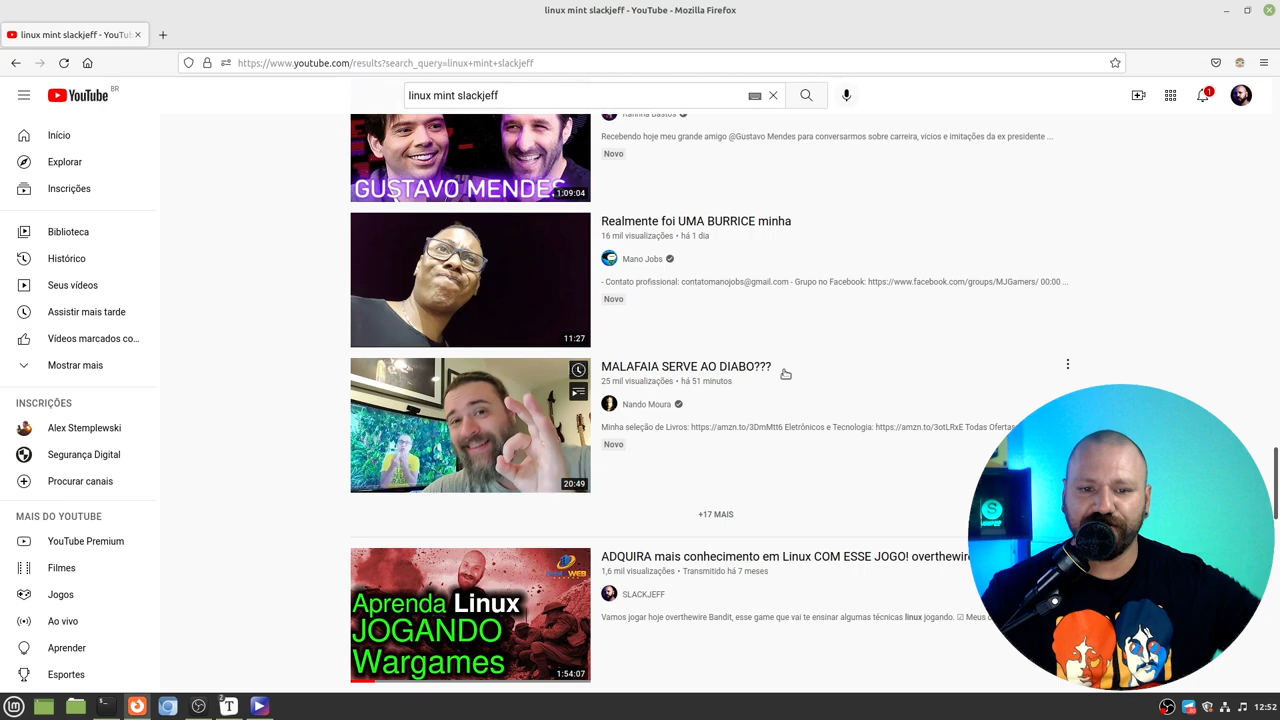 linux mint slackjeff - YouTube - Mozilla Firefox
linux mint slackjeff - YouTub
https://www.youtube.com/results?search_query=linux+mint+slackjeff
YouTube
BR
linux mint slackjeff
1
Início
Explorar
Inscrições
Biblioteca
Histórico
Seus vídeos
Assistir mais tarde
Vídeos marcados co...
Mostrar mais
INSCRIÇÕES
Alex Stemplewski
Segurança Digital
Procurar canais
MAIS DO YOUTUBE
YouTube Premium
Filmes
Jogos
Ao vivo
Aprender
Esportes
Recebendo hoje meu grande amigo @Gustavo Mendes para conversarmos sobre carreira, vicios e imitações da ex presidente ...
Novo
GUSTAVO MENDES
1:09:04
Realmente foi UMA BURRICE minha
16 mil visualizações • há 1 dia
Mano Jobs
- Contato profissional: contatomanojobs@gmail.com - Grupo no Facebook: https://www.facebook.com/groups/MJGamers/ 00:00 ...
Novo
11:27
MALAFAIA SERVE AO DIABO???
25 mil visualizações • há 51 minutos
Nando Moura
Minha seleção de Livros: https://amzn.to/3DmMtt6 Eletrônicos e Tecnologia: https://amzn.to/3otLRxE Todas Ofertas
Novo
20:49
+17 MAIS
ADQUIRA mais conhecimento em Linux COM ESSE JOGO! overthewire
1,6 mil visualizações • Transmitido há 7 meses
SLACKJEFF
Vamos jogar hoje overthewire Bandit, esse game que vai te ensinar algumas técnicas linux jogando. ☑ Meus
Aprenda Linux
JOGANDO
Wargames
1:54:07
12:52